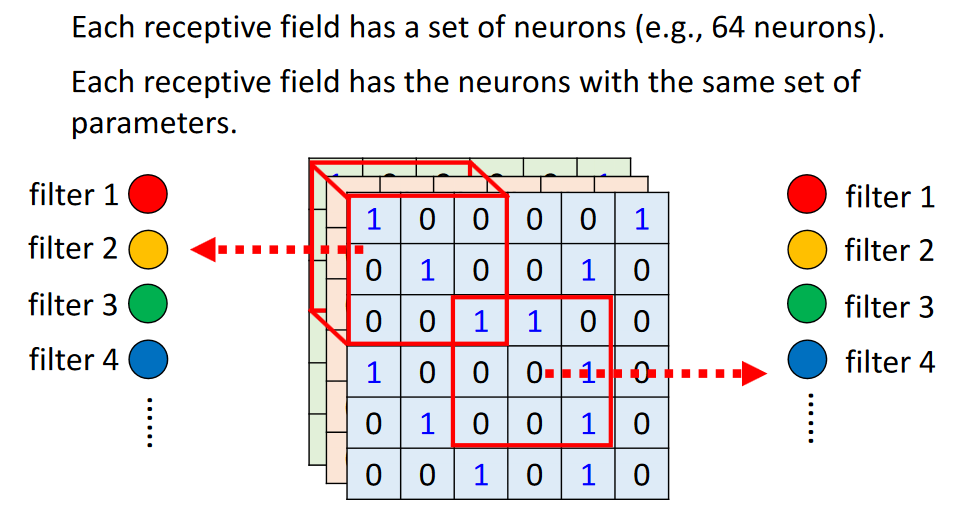 Each receptive field has a set of neurons (e.g., 64 neurons).
Each receptive field has the neurons with the same set of
parameters.
filter 1
filter 2
filter 3
filter 4
1 0 0 0 0 1
0 1 0 0 1 0
0 0 1 1 0 0
1 0 0 0 1 0
0 1 0 0 1 0
0 0 1 0 1 0
filter 1
filter 2
filter 3
filter 4